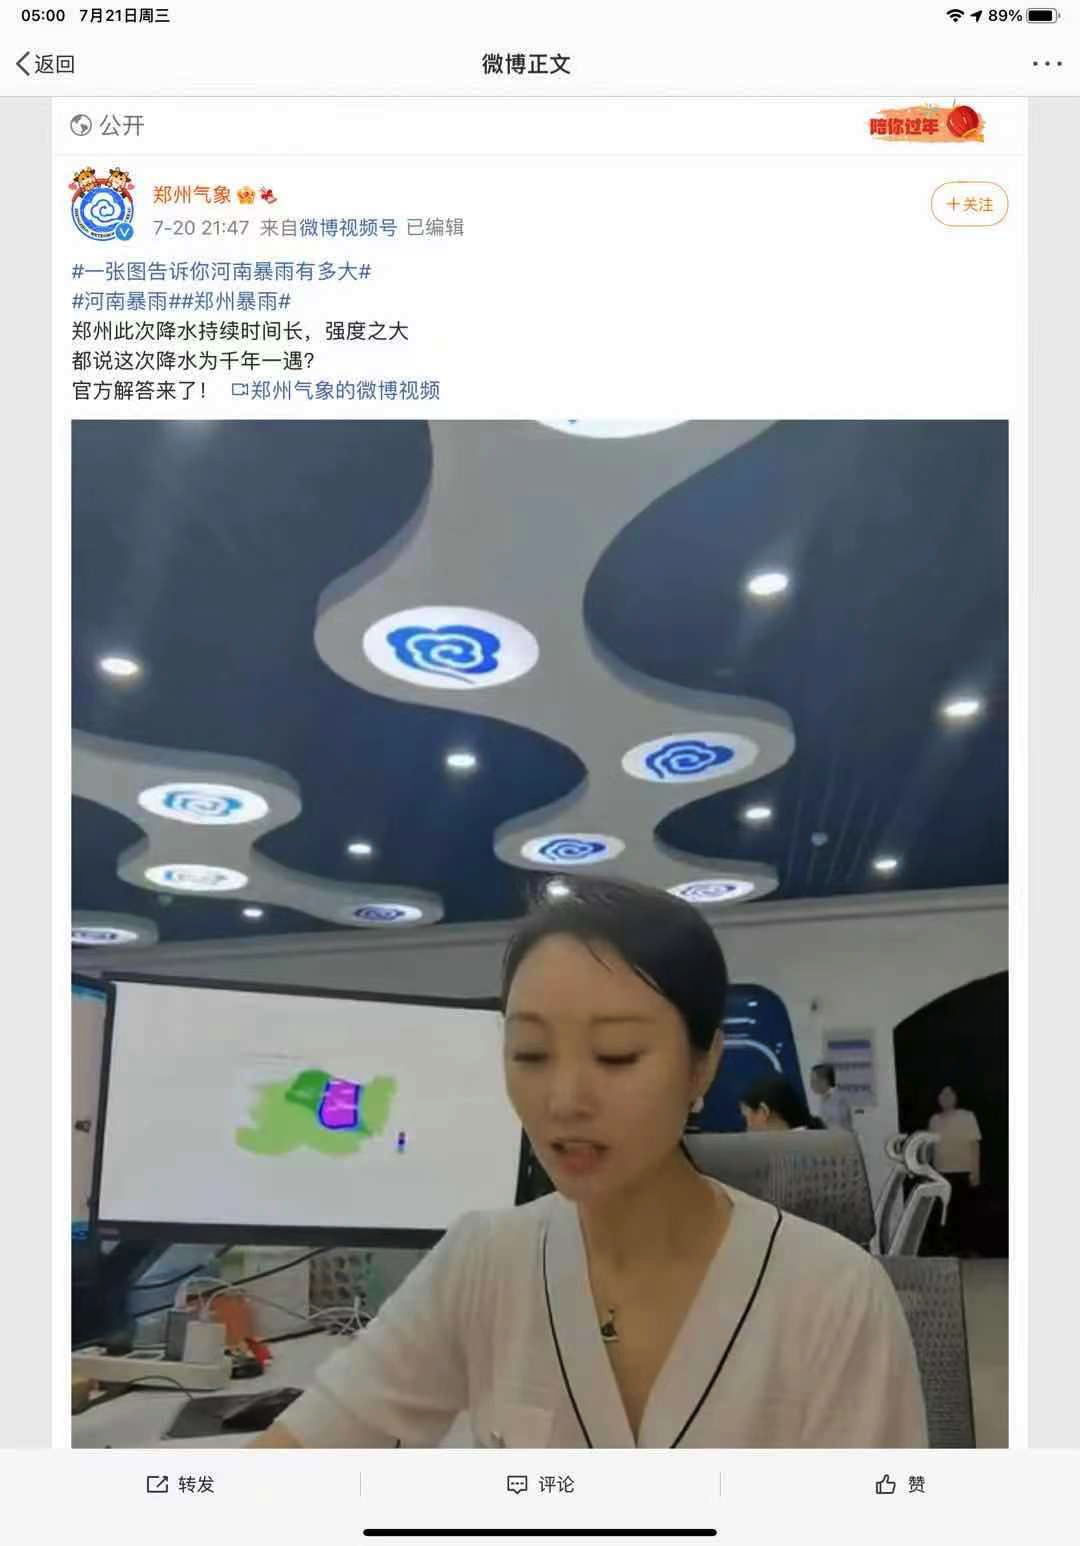 05:00 7月21日周三
89%
返回
微博正文
公开
陪你过年
郑州气象
+关注
7-20 21:47 来自微博视频号 已编辑
#一张图告诉你河南暴雨有多大#
#河南暴雨##郑州暴雨#
郑州此次降水持续时间长，强度之大
都说这次降水为千年一遇？
官方解答来了！ 郑州气象的微博视频
转发
评论
赞